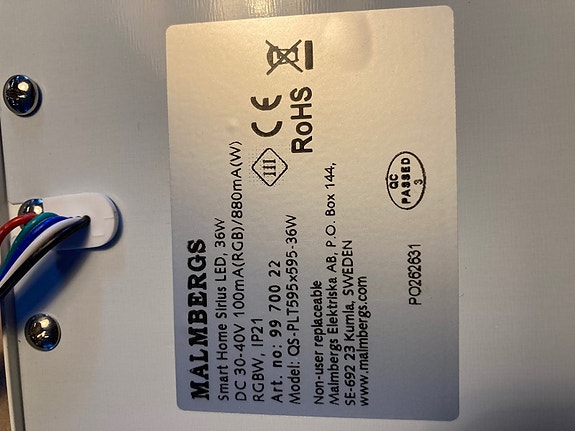 MALMBERGS
Smart Home Sirius LED, 36W
DC 30-40V 100mA(RGB)/880mA(W)
RGBW, IP21
Art. no: 99 700 22
Model: QS-PLT595x595-36W
III
CE
RoHS
Non-user replaceable
Malmbergs Elektriska AB, P.O. Box 144,
SE-692 23 Kumla, SWEDEN
www.malmbergs.com
QC
PASSED
3
PO262631